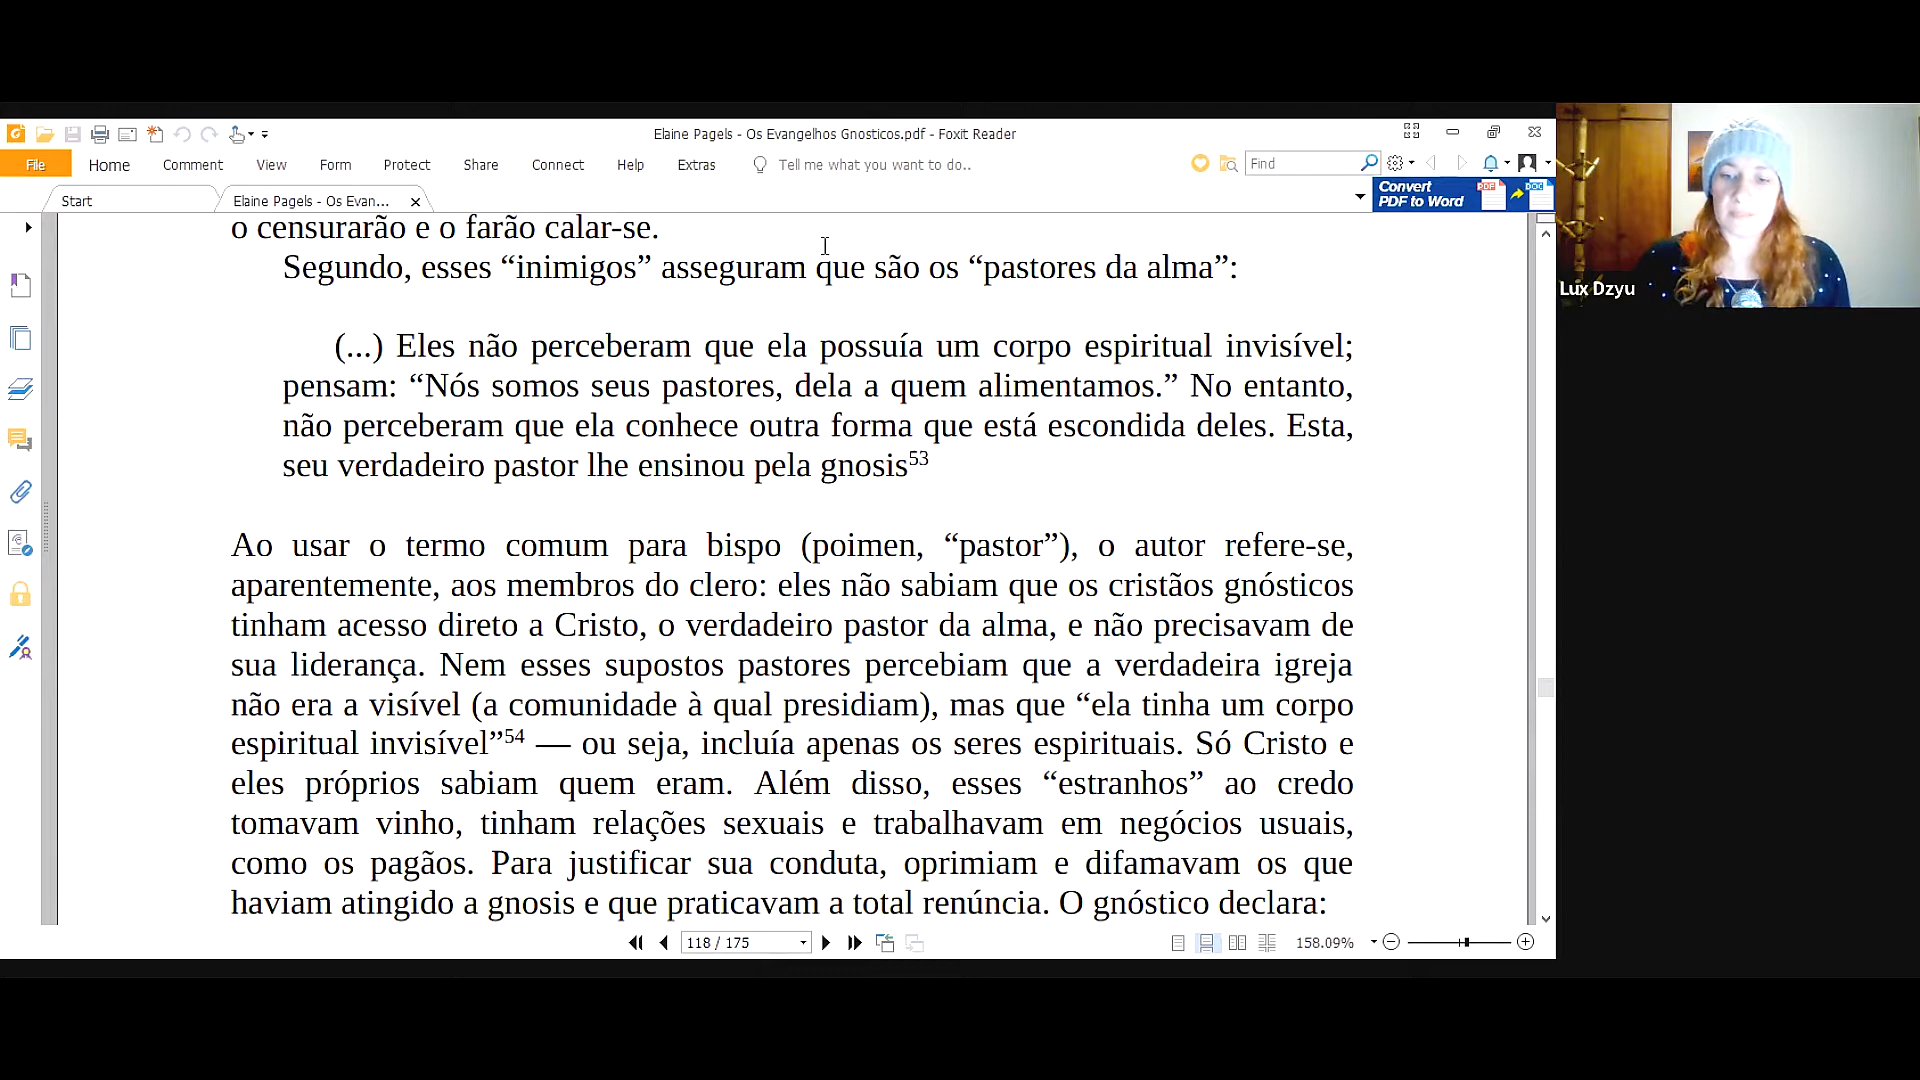 Elaine Pagels - Os Evangelhos Gnosticos.pdf - Foxit Reader
File Home Comment View Form Protect Share Connect Help Extras Tell me what you want to do.. Find
Start Elaine Pagels - Os Evan... Convert PDF to Word PDF DOC
o censurarão e o farão calar-se.
Segundo, esses “inimigos” asseguram que são os “pastores da alma”:
(...) Eles não perceberam que ela possuía um corpo espiritual invisível;
pensam: “Nós somos seus pastores, dela a quem alimentamos.” No entanto,
não perceberam que ela conhece outra forma que está escondida deles. Esta,
seu verdadeiro pastor lhe ensinou pela gnosis53
Ao usar o termo comum para bispo (poimen, “pastor”), o autor refere-se,
aparentemente, aos membros do clero: eles não sabiam que os cristãos gnósticos
tinham acesso direto a Cristo, o verdadeiro pastor da alma, e não precisavam de
sua liderança. Nem esses supostos pastores percebiam que a verdadeira igreja
não era a visível (a comunidade à qual presidiam), mas que “ela tinha um corpo
espiritual invisível”54 — ou seja, incluía apenas os seres espirituais. Só Cristo e
eles próprios sabiam quem eram. Além disso, esses “estranhos” ao credo
tomavam vinho, tinham relações sexuais e trabalhavam em negócios usuais,
como os pagãos. Para justificar sua conduta, oprimiam e difamavam os que
haviam atingido a gnosis e que praticavam a total renúncia. O gnóstico declara:
118 / 175 158.09%
Lux Dzyu